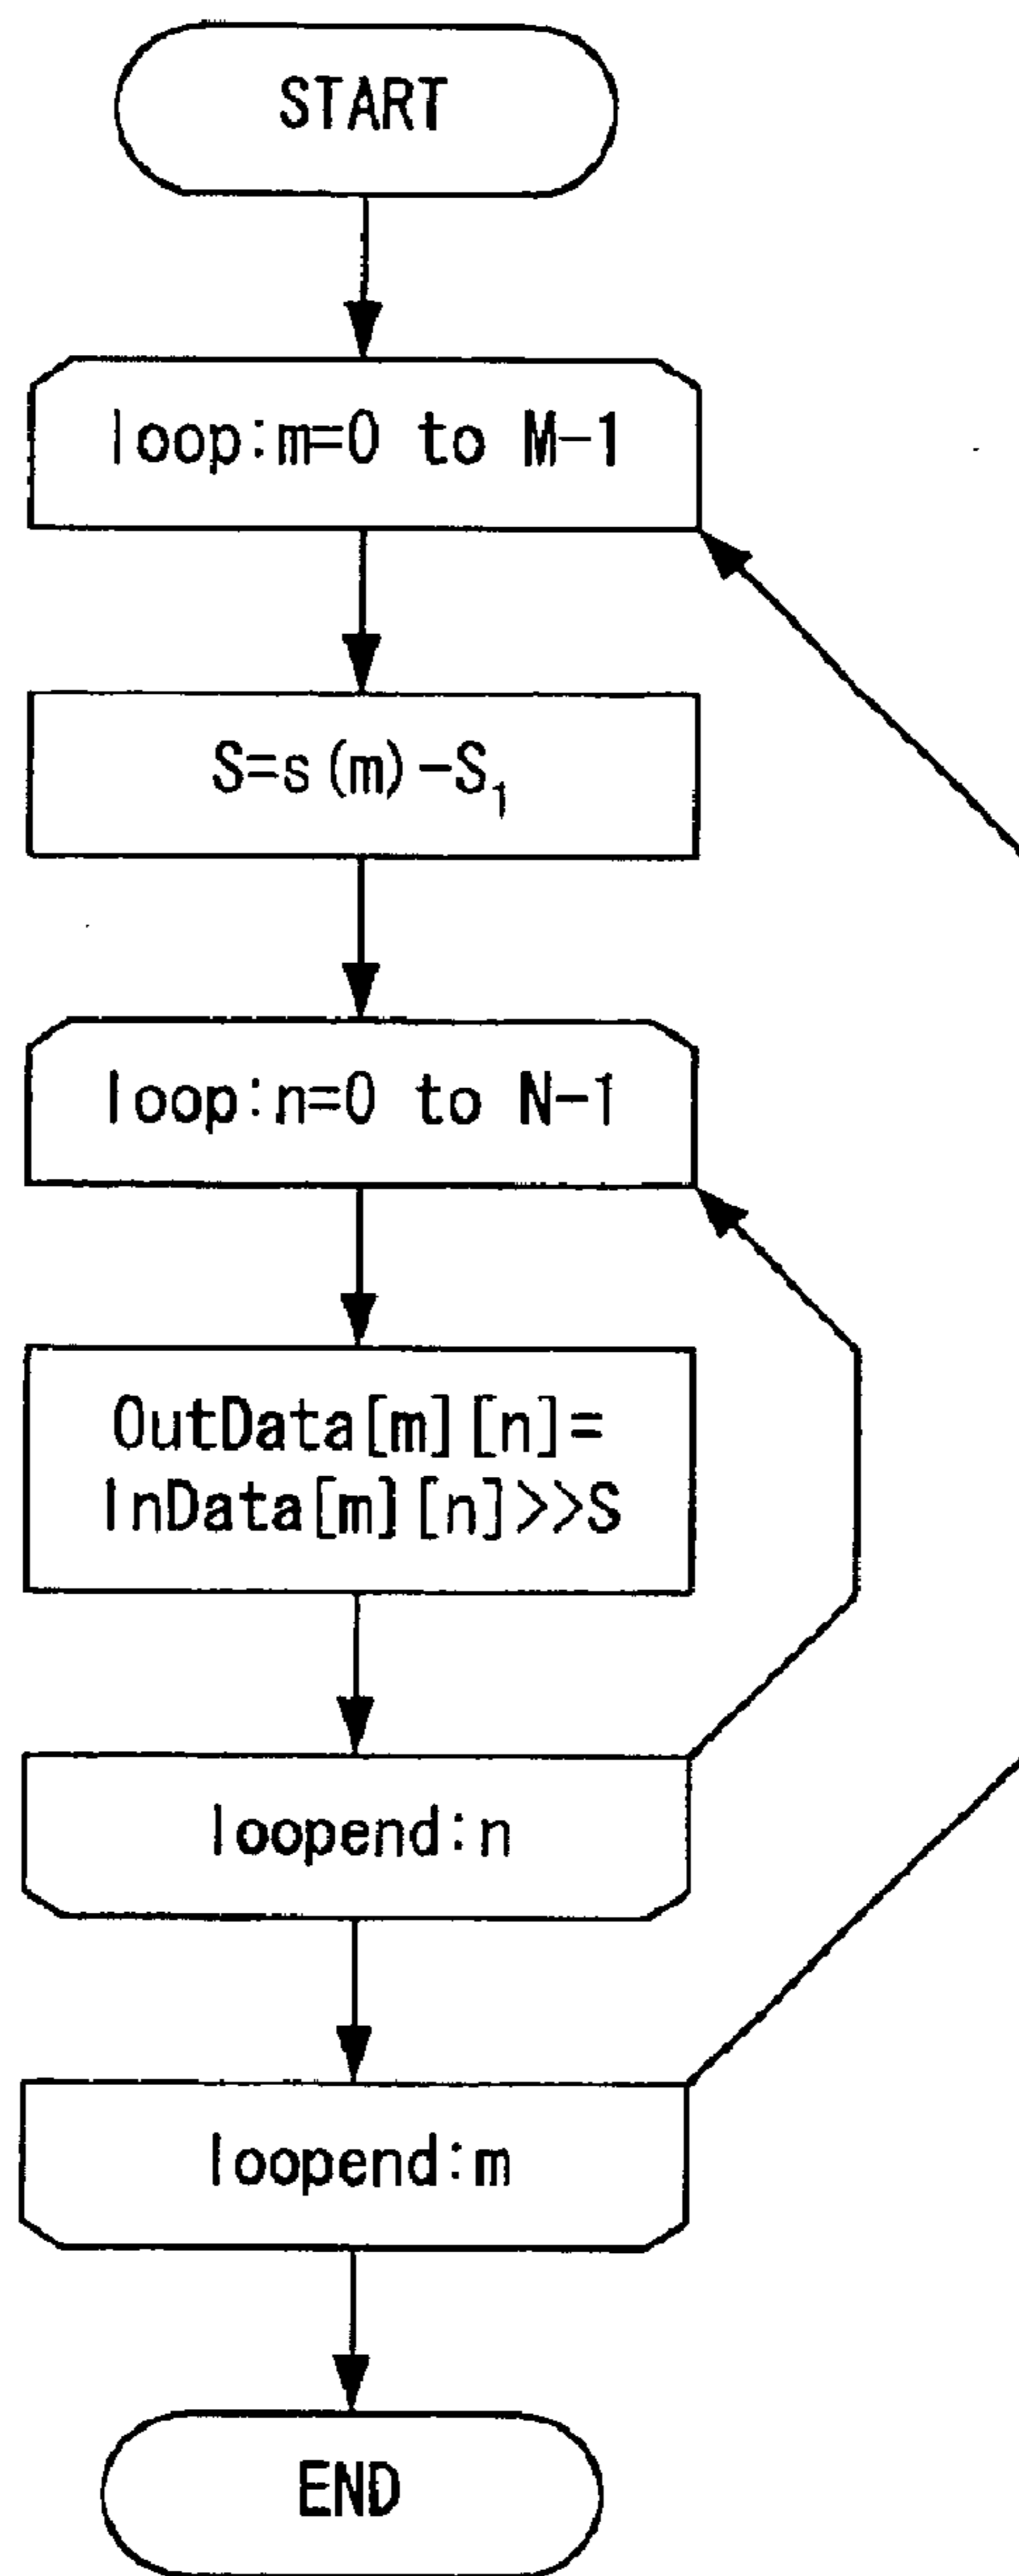 START
loop:m=0 to M-1
S=s(m)-S₁
loop:n=0 to N-1
OutData[m][n]=
InData[m][n]>>S
loopend:n
loopend:m
END